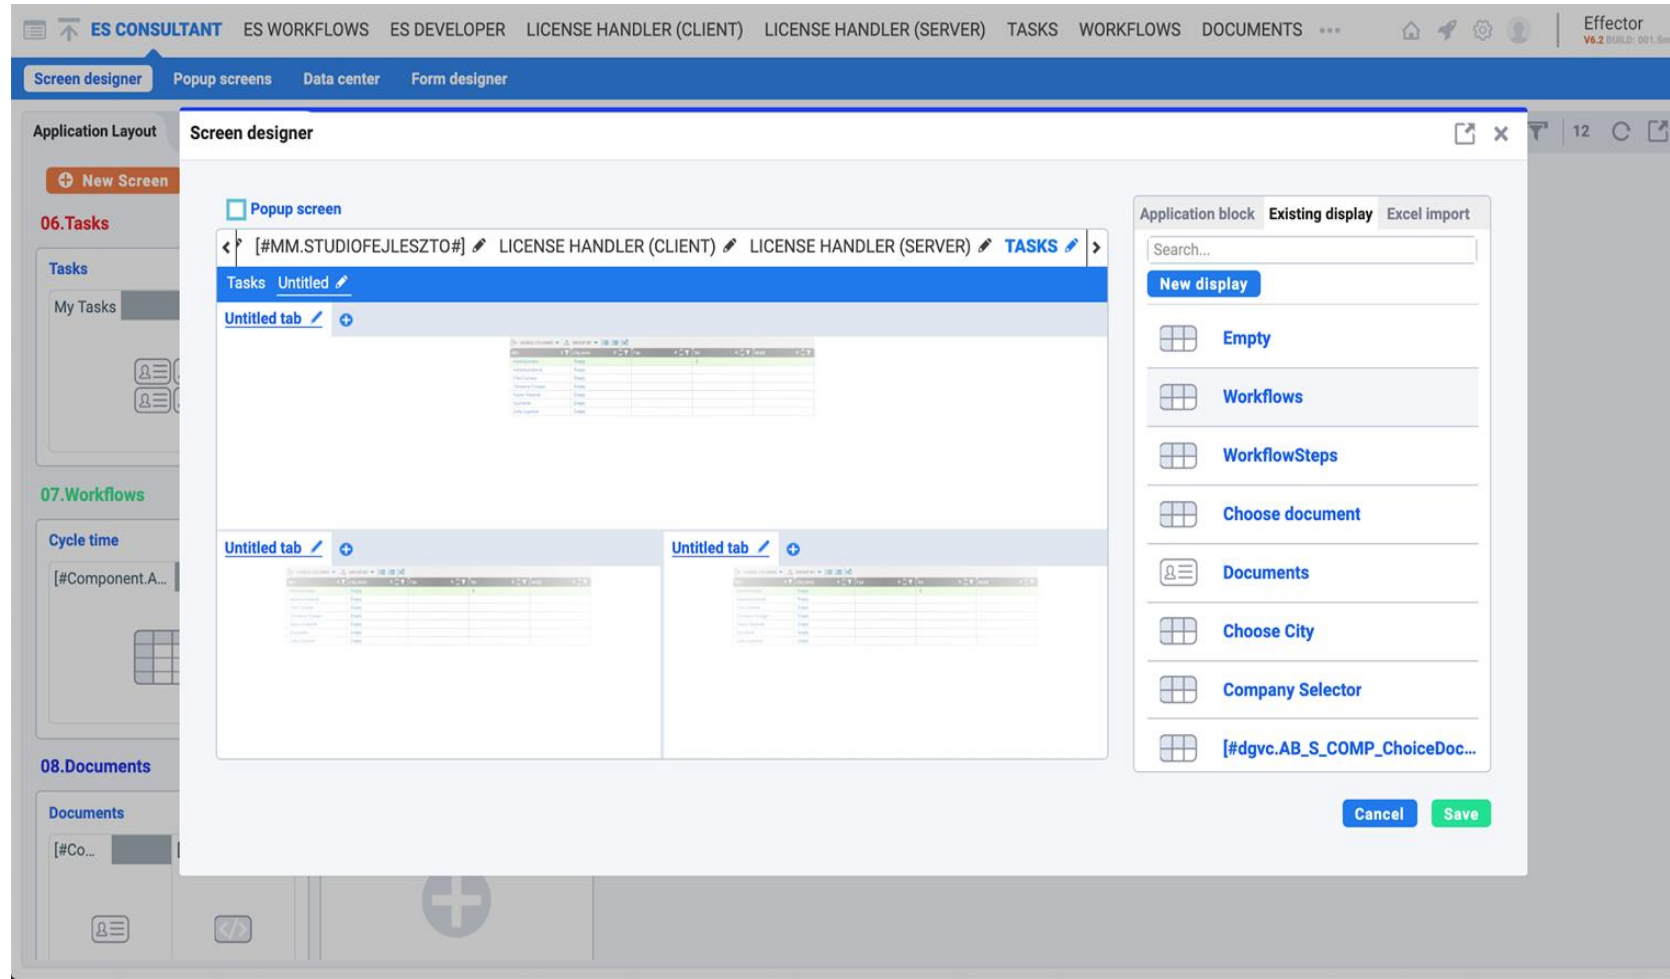 ES CONSULTANT ES WORKFLOWS ES DEVELOPER LICENSE HANDLER (CLIENT) LICENSE HANDLER (SERVER) TASKS WORKFLOWS DOCUMENTS ••• Effector
V6.2 BUILD: 001.
Screen designer Popup screens Data center Form designer
Application Layout Screen designer 12
New Screen
06.Tasks
Tasks
My Tasks
07.Workflows
Cycle time
[#Component.A...
08.Documents
Documents
[#Co...
Popup screen
[#MM.STUDIOFEJLESZTO#] LICENSE HANDLER (CLIENT) LICENSE HANDLER (SERVER) TASKS
Tasks Untitled
Untitled tab
Untitled tab Untitled tab
Application block Existing display Excel import
Search...
New display
Empty
Workflows
WorkflowSteps
Choose document
Documents
Choose City
Company Selector
[#dgvc.AB_S_COMP_ChoiceDoc...
Cancel Save